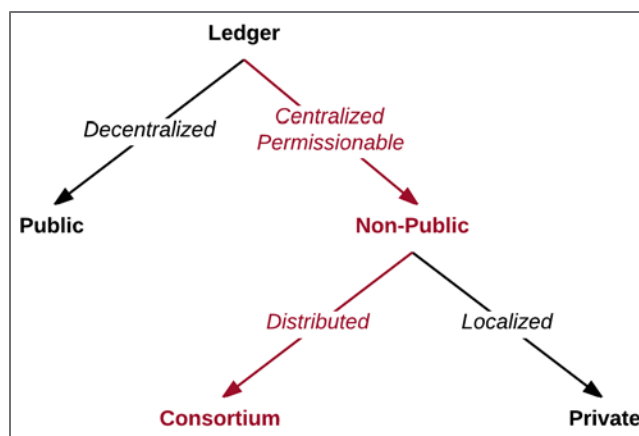 Ledger
Decentralized
Centralized
Permissionable
Public
Non-Public
Distributed
Localized
Consortium
Private